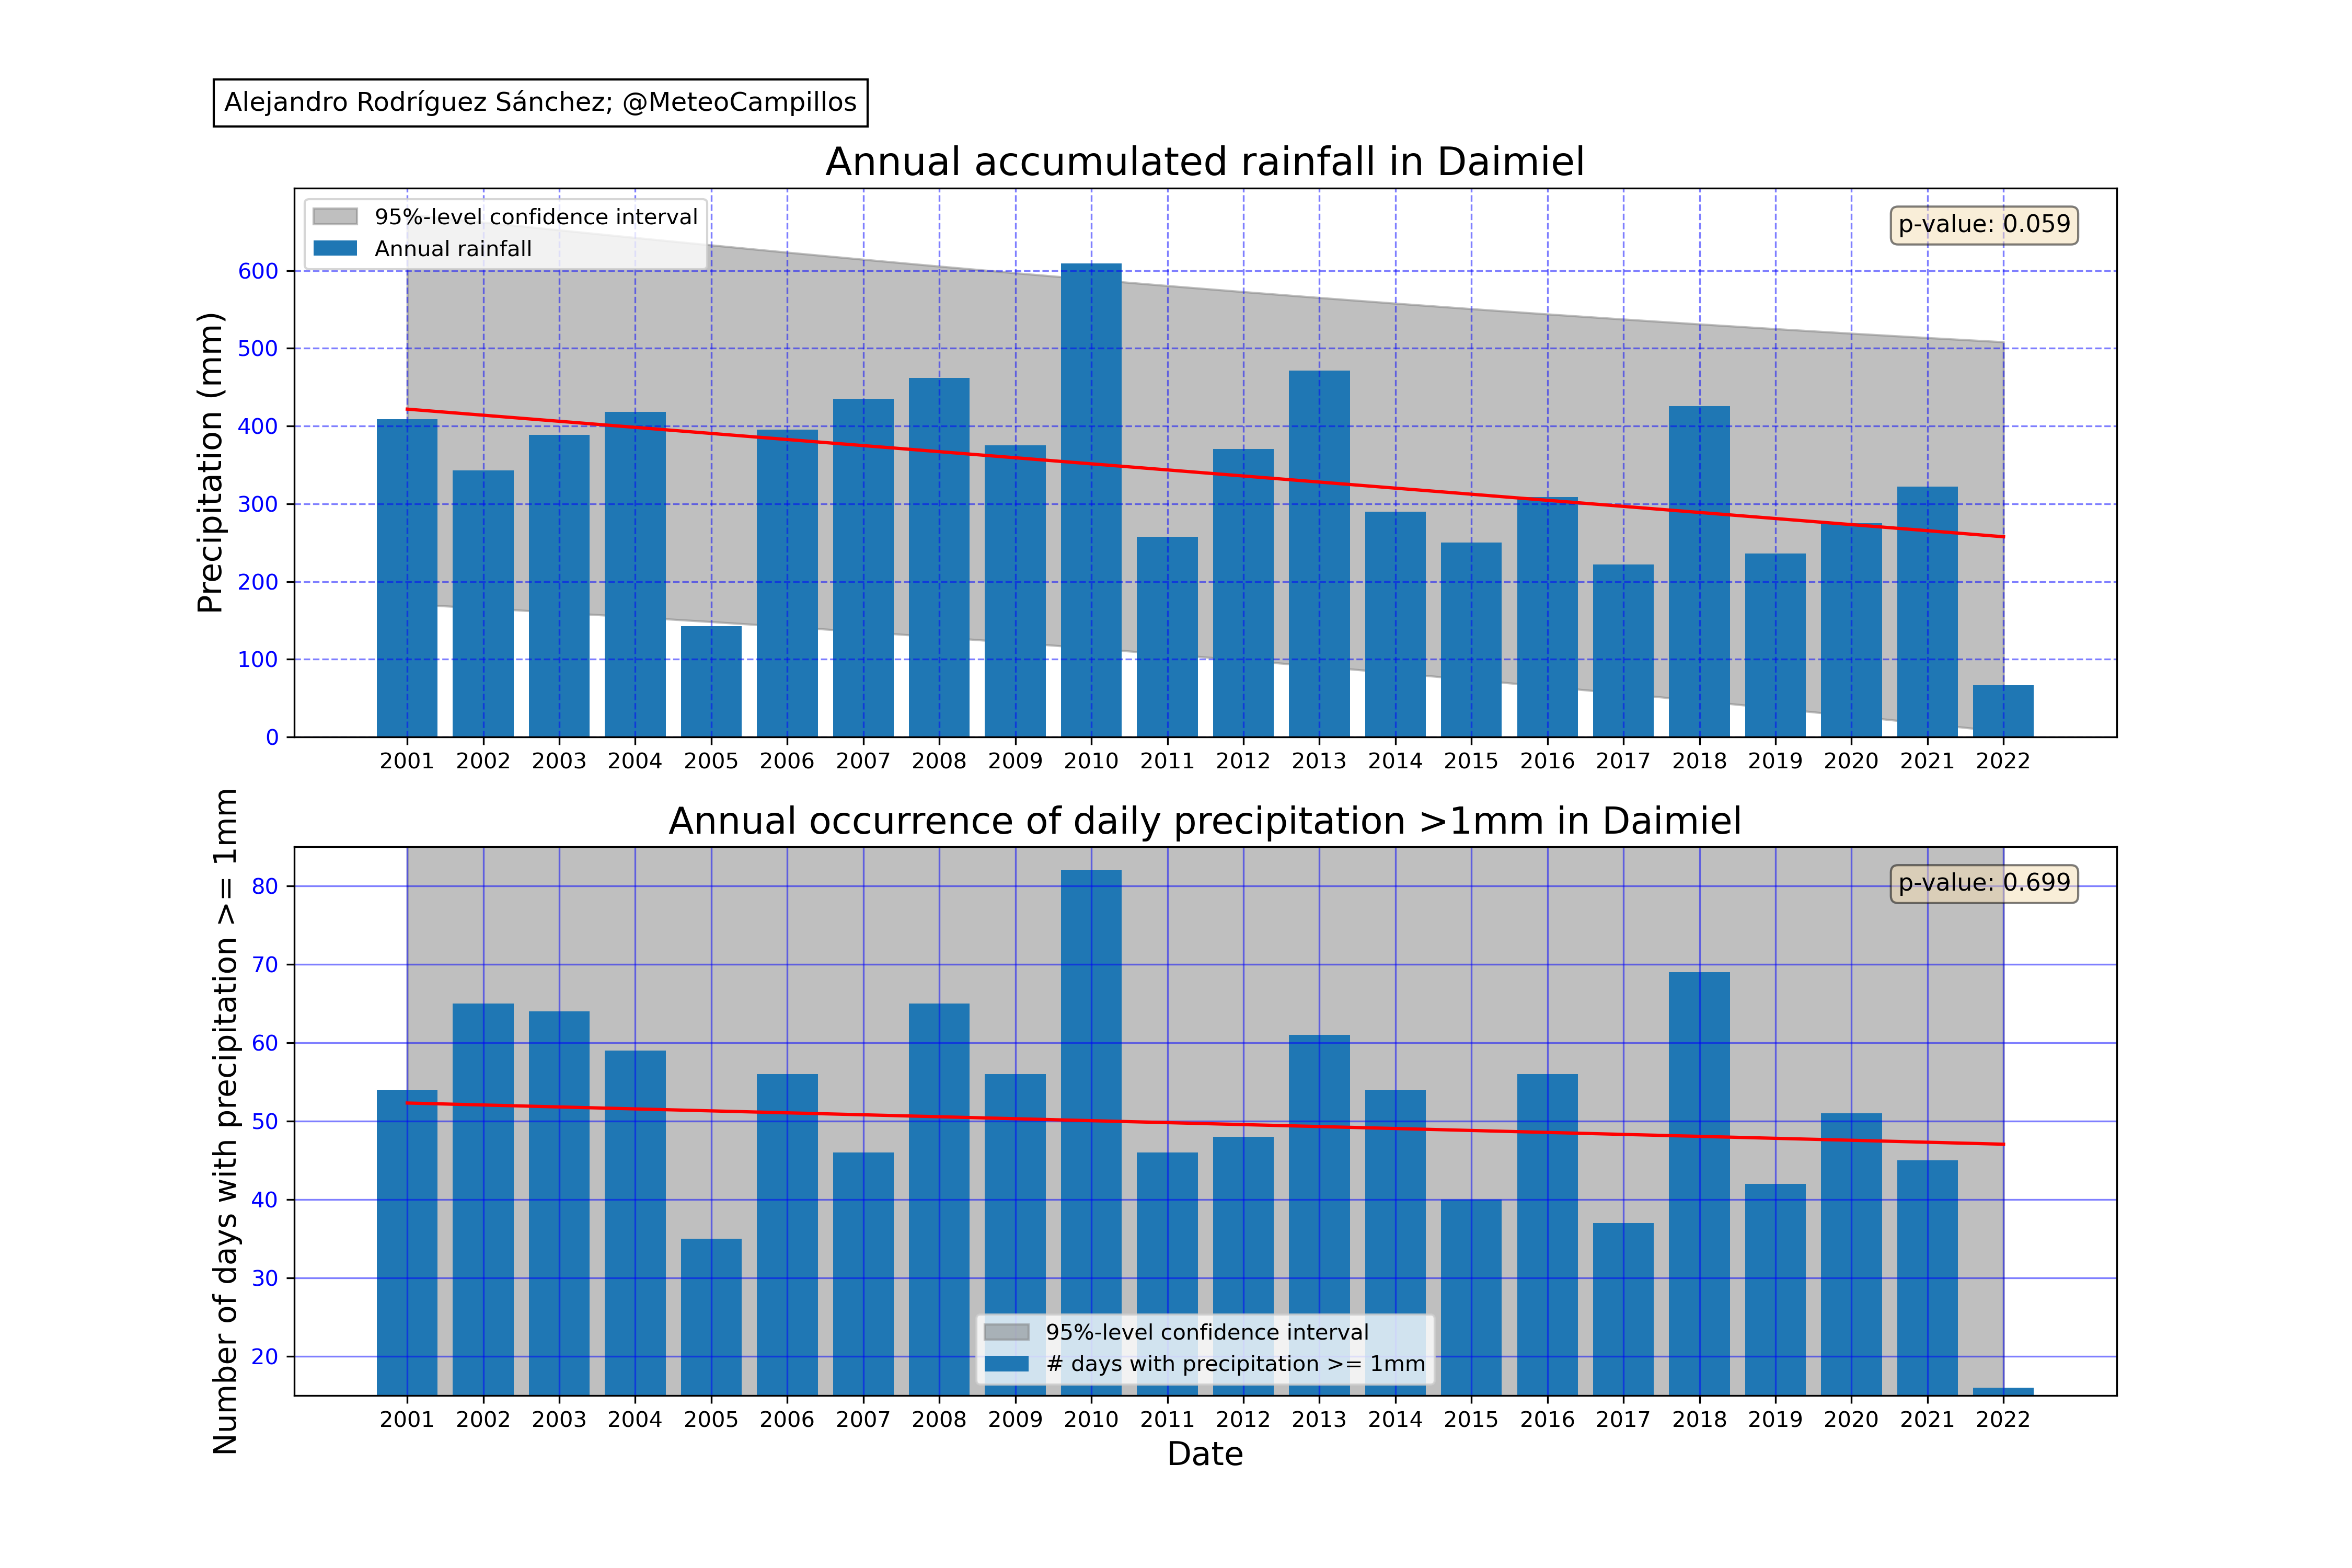 Alejandro Rodríguez Sánchez; @MeteoCampillos
Annual accumulated rainfall in Daimiel
95%-level confidence interval
Annual rainfall
p-value: 0.059
Precipitation (mm)
600
500
400
300
200
100
0
2001 2002 2003 2004 2005 2006 2007 2008 2009 2010 2011 2012 2013 2014 2015 2016 2017 2018 2019 2020 2021 2022
Annual occurrence of daily precipitation >1mm in Daimiel
p-value: 0.699
Number of days with precipitation >= 1mm
80
70
60
50
40
30
20
95%-level confidence interval
# days with precipitation >= 1mm
2001 2002 2003 2004 2005 2006 2007 2008 2009 2010 2011 2012 2013 2014 2015 2016 2017 2018 2019 2020 2021 2022
Date